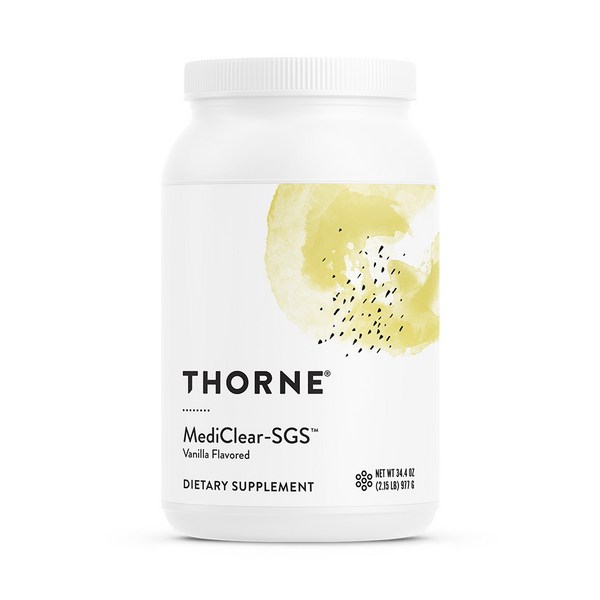 THORNE®
MediClear-SGS™
Vanilla Flavored
DIETARY SUPPLEMENT
NET WT 34.4 OZ
(2.15 LB) 977 G